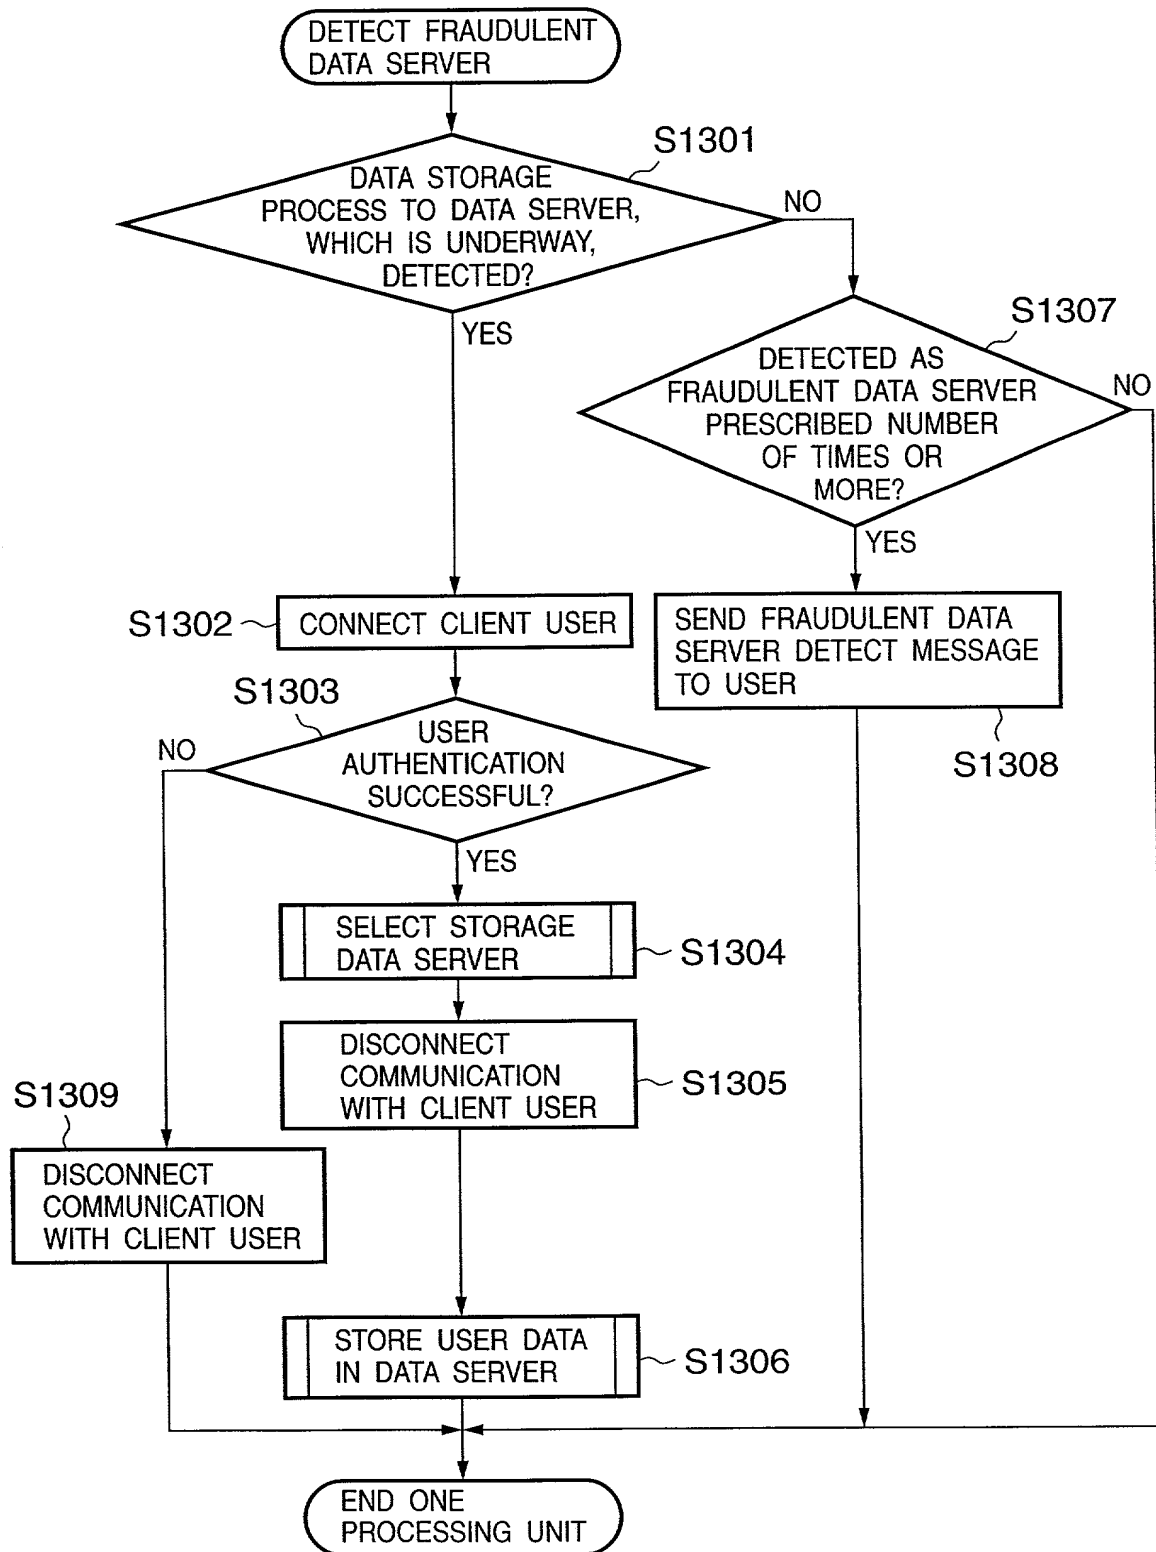 DETECT FRAUDULENT
DATA SERVER
S1301
DATA STORAGE
PROCESS TO DATA SERVER,
WHICH IS UNDERWAY,
DETECTED?
NO
YES
S1307
DETECTED AS
FRAUDULENT DATA SERVER
PRESCRIBED NUMBER
OF TIMES OR
MORE?
NO
YES
S1302
CONNECT CLIENT USER
SEND FRAUDULENT DATA
SERVER DETECT MESSAGE
TO USER
S1308
S1303
USER
AUTHENTICATION
SUCCESSFUL?
NO
YES
SELECT STORAGE
DATA SERVER
S1304
DISCONNECT
COMMUNICATION
WITH CLIENT USER
S1305
S1309
DISCONNECT
COMMUNICATION
WITH CLIENT USER
STORE USER DATA
IN DATA SERVER
S1306
END ONE
PROCESSING UNIT